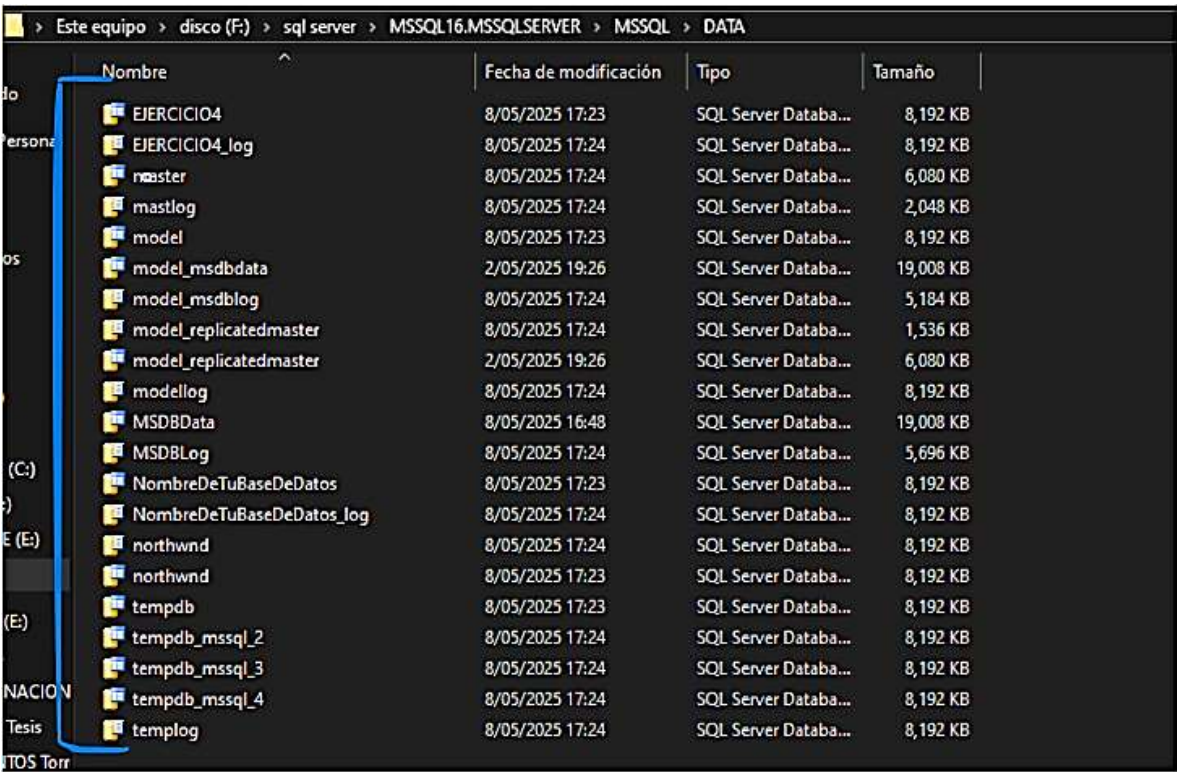 › Este equipo › disco (F:) › sql server › MSSQL16.MSSQLSERVER › MSSQL › DATA
Nombre Fecha de modificación Tipo Tamaño
do
EJERCICIO4 8/05/2025 17:23 SQL Server Databa... 8,192 KB
Persona
EJERCICIO4_log 8/05/2025 17:24 SQL Server Databa... 8,192 KB
master 8/05/2025 17:24 SQL Server Databa... 6,080 KB
mastlog 8/05/2025 17:24 SQL Server Databa... 2,048 KB
model 8/05/2025 17:23 SQL Server Databa... 8,192 KB
os
model_msdbdata 2/05/2025 19:26 SQL Server Databa... 19,008 KB
model_msdblog 8/05/2025 17:24 SQL Server Databa... 5,184 KB
model_replicatedmaster 8/05/2025 17:24 SQL Server Databa... 1,536 KB
model_replicatedmaster 2/05/2025 19:26 SQL Server Databa... 6,080 KB
modellog 8/05/2025 17:24 SQL Server Databa... 8,192 KB
MSDBData 8/05/2025 16:48 SQL Server Databa... 19,008 KB
MSDBLog 8/05/2025 17:24 SQL Server Databa... 5,696 KB
(C:)
NombreDeTuBaseDeDatos 8/05/2025 17:23 SQL Server Databa... 8,192 KB
:)
NombreDeTuBaseDeDatos_log 8/05/2025 17:24 SQL Server Databa... 8,192 KB
E (E:)
northwnd 8/05/2025 17:24 SQL Server Databa... 8,192 KB
northwnd 8/05/2025 17:23 SQL Server Databa... 8,192 KB
tempdb 8/05/2025 17:23 SQL Server Databa... 8,192 KB
(E:)
tempdb_mssql_2 8/05/2025 17:24 SQL Server Databa... 8,192 KB
tempdb_mssql_3 8/05/2025 17:24 SQL Server Databa... 8,192 KB
NACION
tempdb_mssql_4 8/05/2025 17:24 SQL Server Databa... 8,192 KB
Tesis
templog 8/05/2025 17:24 SQL Server Databa... 8,192 KB
NTOS Torr